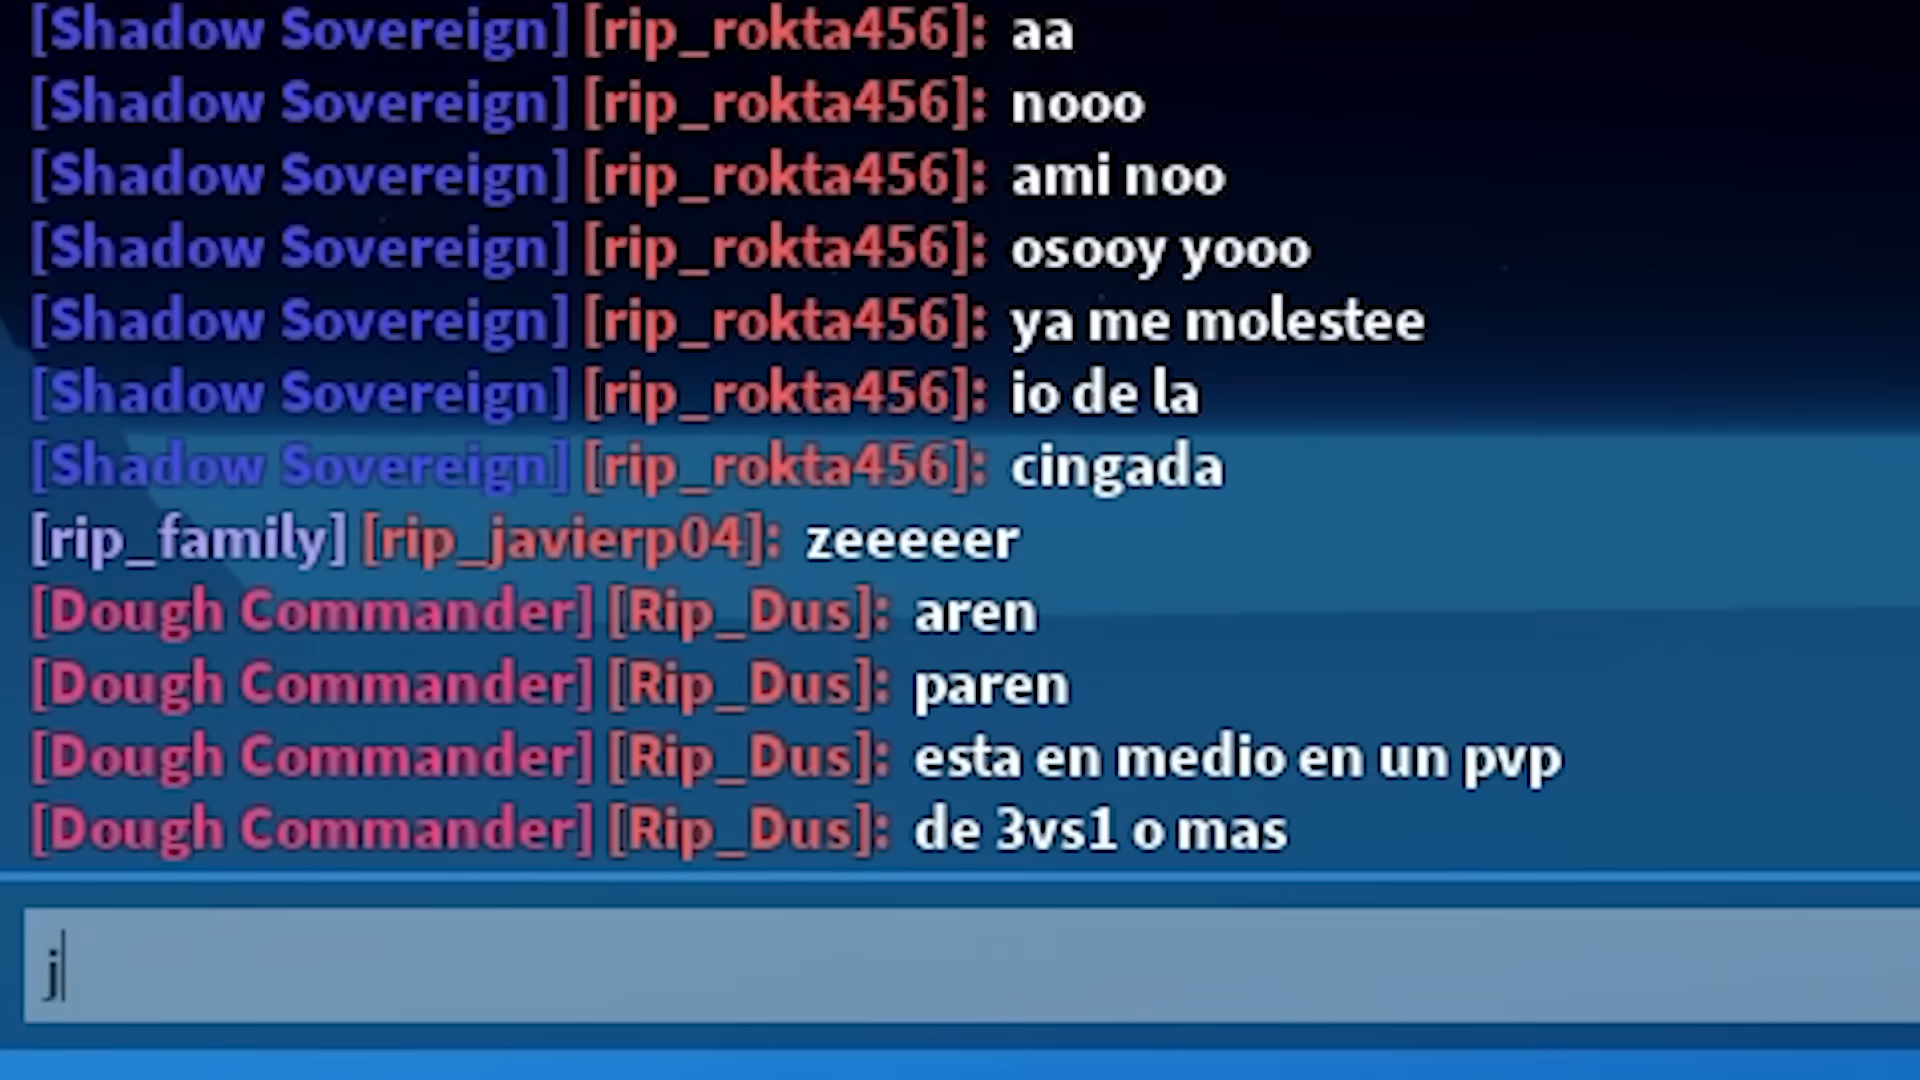 [Shadow Sovereign] [rip_rokta456]: aa
[Shadow Sovereign] [rip_rokta456]: nooo
[Shadow Sovereign] [rip_rokta456]: ami noo
[Shadow Sovereign] [rip_rokta456]: osooy yooo
[Shadow Sovereign] [rip_rokta456]: ya me molestee
[Shadow Sovereign] [rip_rokta456]: io de la
[Shadow Sovereign] [rip_rokta456]: cingada
[rip_family] [rip_javierp04]: zeeeeer
[Dough Commander] [Rip_Dus]: aren
[Dough Commander] [Rip_Dus]: paren
[Dough Commander] [Rip_Dus]: esta en medio en un pvp
[Dough Commander] [Rip_Dus]: de 3vs1 o mas
j